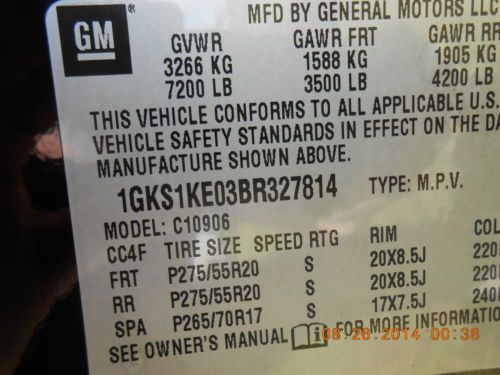 MFD BY GENERAL MOTORS LLC
GM
GVWR GAWR FRT GAWR RR
3266 KG 1588 KG 1905 KG
7200 LB 3500 LB 4200 LB
THIS VEHICLE CONFORMS TO ALL APPLICABLE U.S.
VEHICLE SAFETY STANDARDS IN EFFECT ON THE DA
MANUFACTURE SHOWN ABOVE.
1GKS1KE03BR327814 TYPE: M.P.V.
MODEL: C10906
CC4F TIRE SIZE SPEED RTG RIM COL
FRT P275/55R20 S 20X8.5J 220
RR P275/55R20 S 20X8.5J 220
SPA P265/70R17 S 17X7.5J 240
SEE OWNER'S MANUAL i FOR MORE INFORMATIO
08-26-2014 00:38